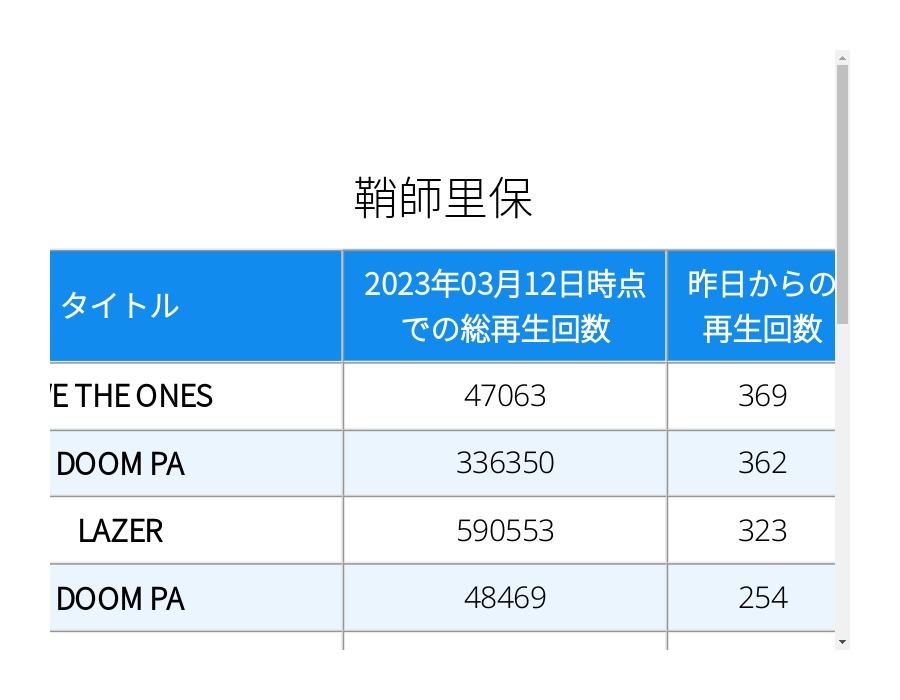 鞘師里保
タイトル 2023年03月12日時点での総再生回数 昨日からの再生回数
THE ONES 47063 369
DOOM PA 336350 362
LAZER 590553 323
DOOM PA 48469 254